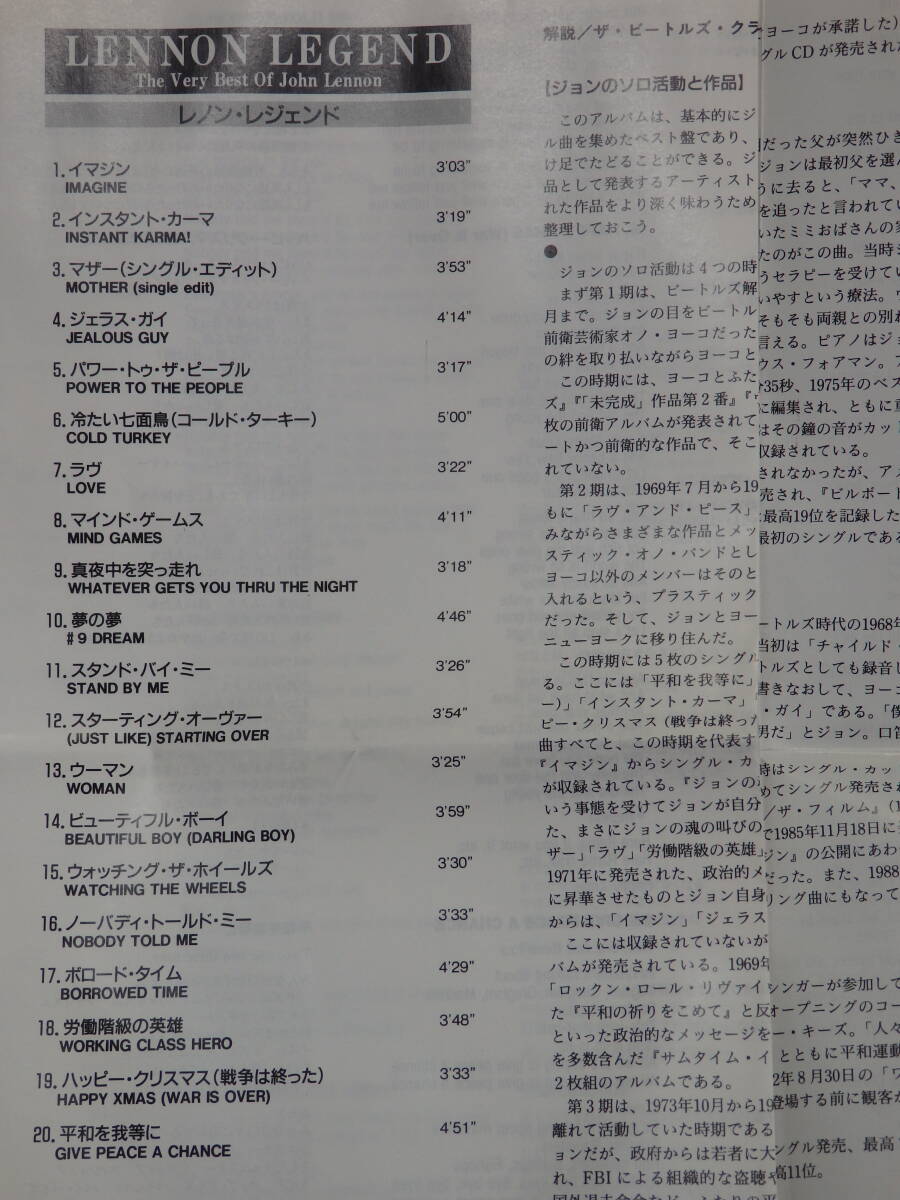 LENNON LEGEND
The Very Best Of John Lennon
レノン・レジェンド
1. イマジン 3'03"
IMAGINE
2. インスタント・カーマ 3'19"
INSTANT KARMA!
3. マザー（シングル・エディット） 3'53"
MOTHER (single edit)
4. ジェラス・ガイ 4'14"
JEALOUS GUY
5. パワー・トゥ・ザ・ピープル 3'17"
POWER TO THE PEOPLE
6. 冷たい七面鳥（コールド・ターキー） 5'00"
COLD TURKEY
7. ラヴ 3'22"
LOVE
8. マインド・ゲームス 4'11"
MIND GAMES
9. 真夜中を突っ走れ 3'18"
WHATEVER GETS YOU THRU THE NIGHT
10. 夢の夢 4'46"
#9 DREAM
11. スタンド・バイ・ミー 3'26"
STAND BY ME
12. スターティング・オーヴァー 3'54"
(JUST LIKE) STARTING OVER
13. ウーマン 3'25"
WOMAN
14. ビューティフル・ボーイ 3'59"
BEAUTIFUL BOY (DARLING BOY)
15. ウォッチング・ザ・ホイールズ 3'30"
WATCHING THE WHEELS
16. ノーバディ・トールド・ミー 3'33"
NOBODY TOLD ME
17. ボロード・タイム 4'29"
BORROWED TIME
18. 労働階級の英雄 3'48"
WORKING CLASS HERO
19. ハッピー・クリスマス（戦争は終った） 3'33"
HAPPY XMAS (WAR IS OVER)
20. 平和を我等に 4'51"
GIVE PEACE A CHANCE
解説／ザ・ビートルズ・クラ
【ジョンのソロ活動と作品】
このアルバムは、基本的にジ
ル曲を集めたベスト盤であり、
け足でたどることができる。ジ
品として発表するアーティスト
れた作品をより深く味わうため
整理しておこう。
●
ジョンのソロ活動は4つの時
まず第1期は、ビートルズ解
月まで。ジョンの目をビートル
前衛芸術家オノ・ヨーコだった
の絆を取り払いながらヨーコと
この時期には、ヨーコとふた
ズ』『「未完成」作品第2番』『
枚の前衛アルバムが発表されて
ートかつ前衛的な作品で、そこ
れていない。
第2期は、1969年7月から19
もに「ラヴ・アンド・ピース」
みながらさまざまな作品とメッ
スティック・オノ・バンドとし
ヨーコ以外のメンバーはそのと
入れるという、プラスティック
だった。そして、ジョンとヨー
ニューヨークに移り住んだ。
この時期には5枚のシングル
る。ここには「平和を我等に」
ー）」「インスタント・カーマ」
ピー・クリスマス（戦争は終った
曲すべてと、この時期を代表す
『イマジン』からシングル・カ
が収録されている。『ジョンの
いう事態を受けてジョンが自分
た、まさにジョンの魂の叫びの
ザー」「ラヴ」「労働階級の英雄」
1971年に発売された、政治的メ
に昇華させたものとジョン自身
からは、「イマジン」「ジェラス
ここには収録されていないが
バムが発売されている。1969年
「ロックン・ロール・リヴァイ
た『平和の祈りをこめて』と反
といった政治的なメッセージを
を多数含んだ『サムタイム・イ
2枚組のアルバムである。
第3期は、1973年10月から19
離れて活動していた時期である
ョンだが、政府からは若者に大
れ、FBIによる組織的な盗聴や
ヨーコが承諾した）
グルCDが発売された
だった父が突然ひき
ジョンは最初父を選ん
うに去ると、「ママ、
を追ったと言われてい
いたミミおばさんの家
たのがこの曲。当時ジ
うセラピーを受けてい
いやすという療法。
そもそも両親との別れ
言える。ピアノはジョ
ウス・フォアマン。
35秒、1975年のベス
に編集され、ともに
はその鐘の音がカッ
収録されている。
されなかったが、アメ
売され、『ビルボード
最高19位を記録した
最初のシングルである
ートルズ時代の1968年
当初は「チャイルド・
トルズとしても録音し
書きなおして、ヨーコ
・ガイ」である。「僕
男だ」とジョン。口笛
時はシングル・カッ
めてシングル発売され
／ザ・フィルム』（1
で1985年11月18日に
ジン』の公開にあわ
だった。また、1988
リング曲にもなって
ンガーが参加して
オープニングのコー
ー・キーズ。「人々
とともに平和運動
2年8月30日の「ワ
登場する前に観客か
ングル発売、最高
高11位。